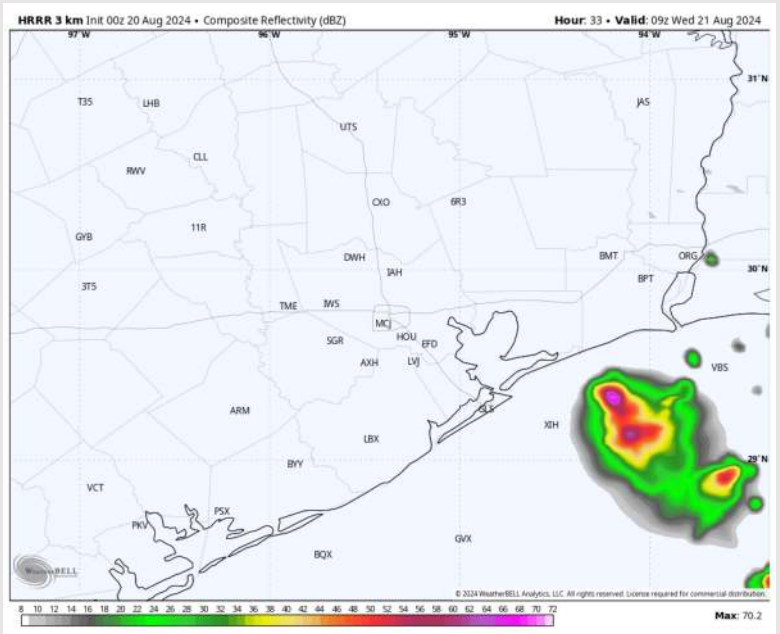 HRRR 3 km Init 00z 20 Aug 2024 • Composite Reflectivity (dBZ) Hour: 33 • Valid: 09z Wed 21 Aug 2024
97°W 96°W 95°W 94°W
31°N
T35 LHB JAS
UTS
CLL
RWV
CXO 6R3
11R
GYB
DWH BMT ORG
IAH 30°N
3T5 BPT
TME IWS
MCJ
SGR HOU EFD
AXH LVJ VBS
ARM GLS
XIH
LBX
BYY 29°N
VCT
PSX
PKV
GVX
BQX
WeatherBELL
© 2024 WeatherBELL Analytics, LLC. All rights reserved. License required for commercial distribution.
8 10 12 14 16 18 20 22 24 26 28 30 32 34 36 38 40 42 44 46 48 50 52 54 56 58 60 62 64 66 68 70 72 Max: 70.2